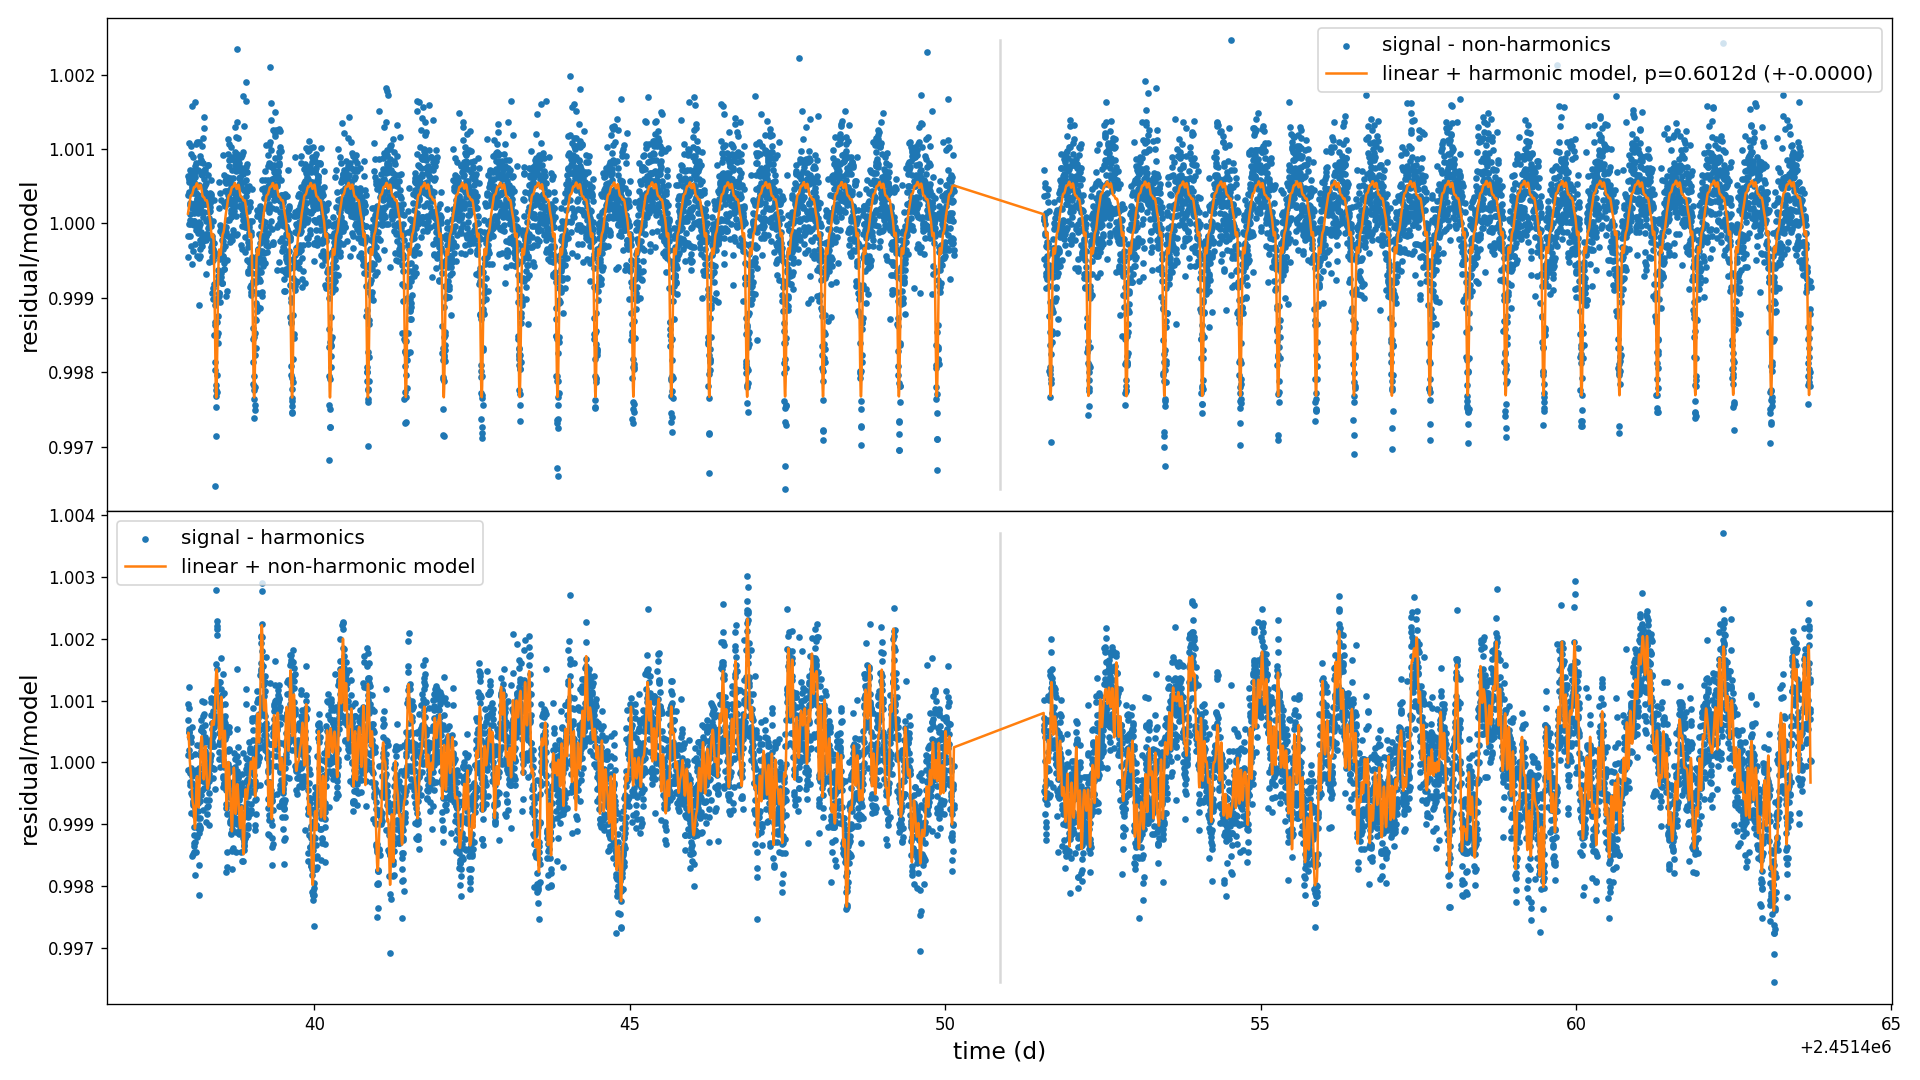 signal - non-harmonics
linear + harmonic model, p=0.6012d (+-0.0000)
1.002
1.001
1.000
0.999
0.998
0.997
residual/model
signal - harmonics
linear + non-harmonic model
1.004
1.003
1.002
1.001
1.000
0.999
0.998
0.997
residual/model
40
45
50
55
60
65
time (d)
+2.4514e6